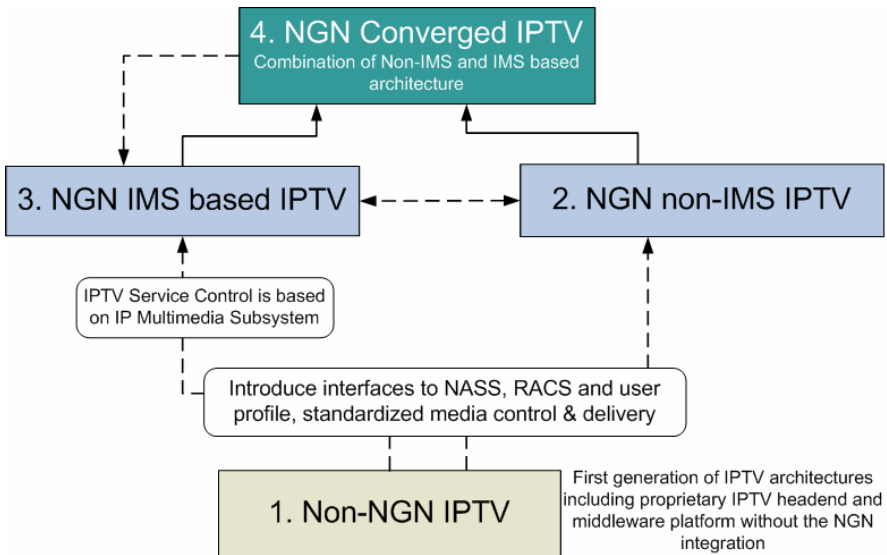 4. NGN Converged IPTV
Combination of Non-IMS and IMS based
architecture
3. NGN IMS based IPTV
2. NGN non-IMS IPTV
IPTV Service Control is based
on IP Multimedia Subsystem
Introduce interfaces to NASS, RACS and user
profile, standardized media control & delivery
1. Non-NGN IPTV
First generation of IPTV architectures
including proprietary IPTV headend and
middleware platform without the NGN
integration